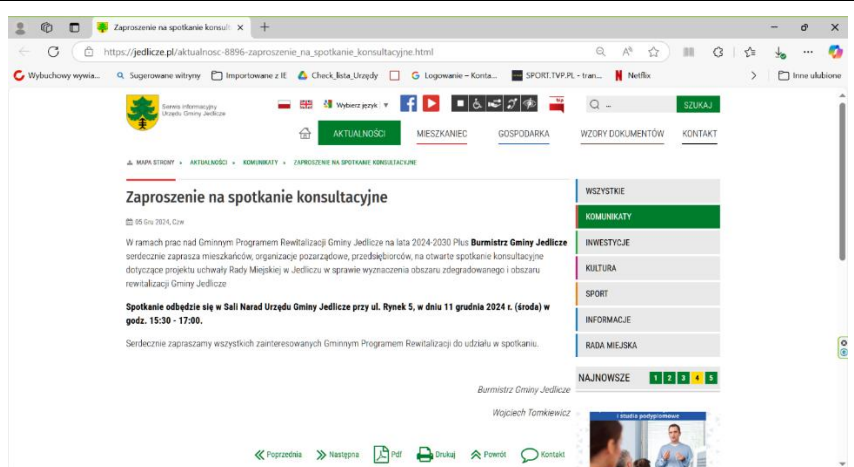 Zaproszenie na spotkanie konsult
https://jedlicze.pl/aktualnosc-8896-zaproszenie_na_spotkanie_konsultacyjne.html
Wybuchowy wywia... Sugerowane witryny Importowane z IE Check_lista_Urzędy Logowanie – Konta... SPORT.TVP.PL - tran... Netflix Inne ulubione
Serwis informacyjny
Urzędu Gminy Jedlicze
Wybierz język
SZUKAJ
AKTUALNOŚCI MIESZKANIEC GOSPODARKA WZORY DOKUMENTÓW KONTAKT
MAPA STRONY AKTUALNOŚCI KOMUNIKATY ZAPROSZENIE NA SPOTKANIE KONSULTACYJNE
Zaproszenie na spotkanie konsultacyjne
05 Gru 2024, Czw
W ramach prac nad Gminnym Programem Rewitalizacji Gminy Jedlicze na lata 2024-2030 Plus Burmistrz Gminy Jedlicze
serdecznie zaprasza mieszkańców, organizacje pozarządowe, przedsiębiorców, na otwarte spotkanie konsultacyjne
dotyczące projektu uchwały Rady Miejskiej w Jedliczu w sprawie wyznaczenia obszaru zdegradowanego i obszaru
rewitalizacji Gminy Jedlicze
Spotkanie odbędzie się w Sali Narad Urzędu Gminy Jedlicze przy ul. Rynek 5, w dniu 11 grudnia 2024 r. (środa) w
godz. 15:30 - 17:00.
Serdecznie zapraszamy wszystkich zainteresowanych Gminnym Programem Rewitalizacji do udziału w spotkaniu.
Burmistrz Gminy Jedlicze
Wojciech Tomkiewicz
Poprzednia Następna Pdf Drukuj Powrót Kontakt
WSZYSTKIE
KOMUNIKATY
INWESTYCJE
KULTURA
SPORT
INFORMACJE
RADA MIEJSKA
NAJNOWSZE 1 2 3 4 5
i studia podyplomowe